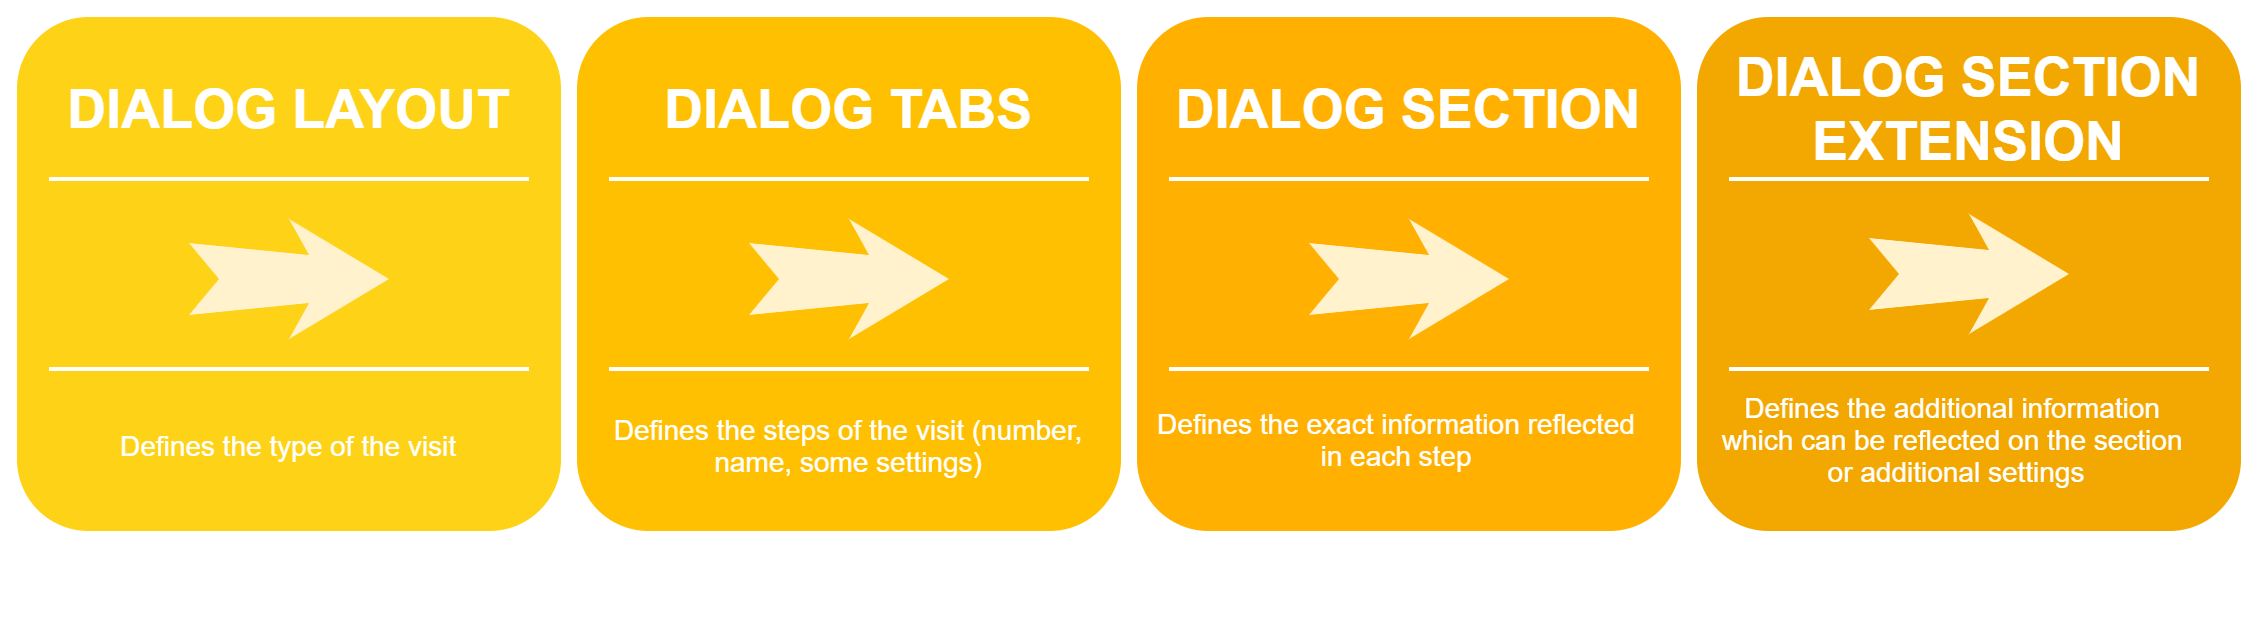 DIALOG LAYOUT
Defines the type of the visit
DIALOG TABS
Defines the steps of the visit (number,
name, some settings)
DIALOG SECTION
Defines the exact information reflected
in each step
DIALOG SECTION
EXTENSION
Defines the additional information
which can be reflected on the section
or additional settings